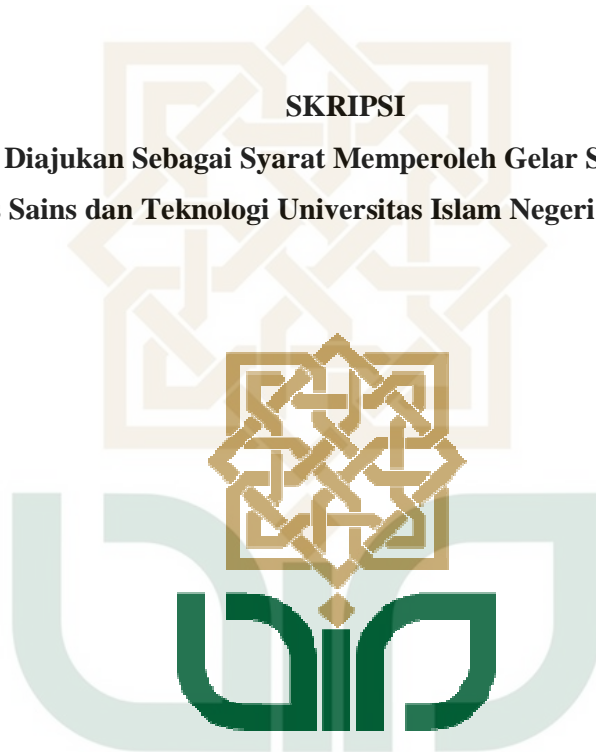 SKRIPSI
Diajukan Sebagai Syarat Memperoleh Gelar S
Sains dan Teknologi Universitas Islam Negeri